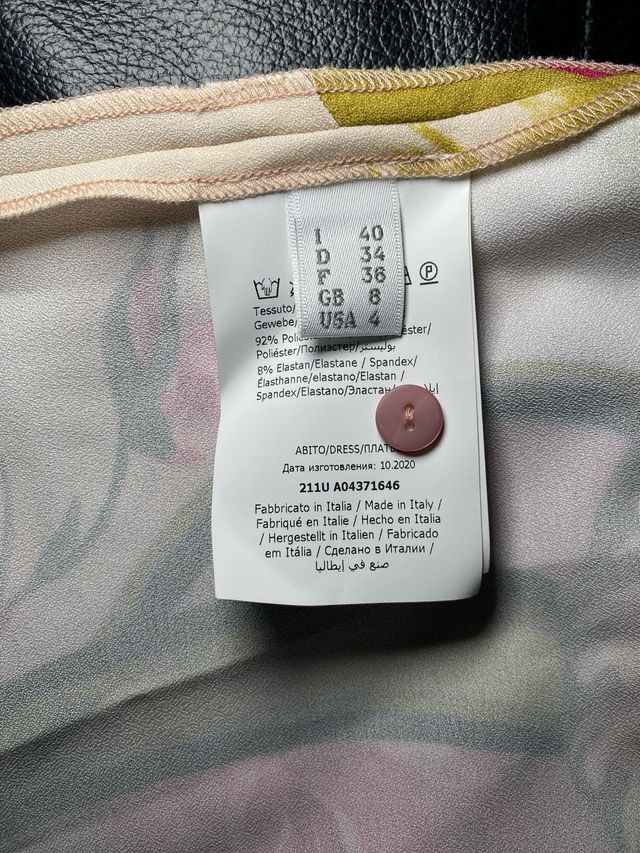 I 40
D 34
F 36
GB 8
USA 4
P
Tessuto/
Gewebe/
92% Polié
éster/
Poliéster/Полиэстер/بوليستر
8% Elastan/Elastane / Spandex/
Élasthanne/elastano/Elastan /
Spandex/Elastano/Эластан/
ABITO/DRESS/ПЛАТЬ
Дата изготовления: 10.2020
211U A04371646
Fabbricato in Italia / Made in Italy /
Fabriqué en Italie / Hecho en Italia
/ Hergestellt in Italien / Fabricado
em Itália / Сделано в Италии /
صنع في إيطاليا